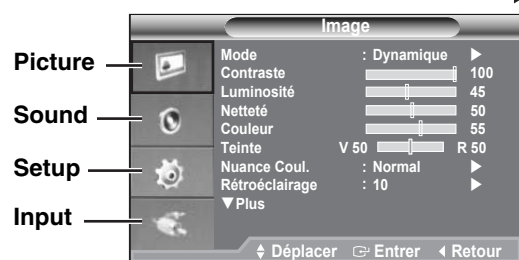 Image
Picture
Sound
Setup
Input
Mode : Dynamique ▶
Contraste 100
Luminosité 45
Netteté 50
Couleur 55
Teinte V 50 R 50
Nuance Coul. : Normal ▶
Rétroéclairage : 10 ▶
▼Plus
Déplacer Entrer Retour